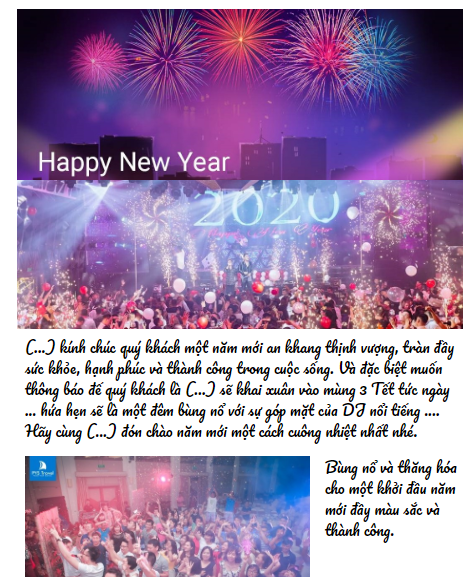 Happy New Year
2020
(...) kính chúc quý khách một năm mới an khang thịnh vượng, tràn đầy
sức khỏe, hạnh phúc và thành công trong cuộc sống. Và đặc biệt muốn
thông báo đế quý khách là (...) sẽ khai xuân vào mùng 3 Tết tức ngày
... hứa hẹn sẽ là một đêm bùng nổ với sự góp mặt của DJ nổi tiếng ....
Hãy cùng (...) đón chào năm mới một cách cuồng nhiệt nhất nhé.
Bùng nổ và thăng hóa
cho một khởi đầu năm
mới đầy màu sắc và
thành công.